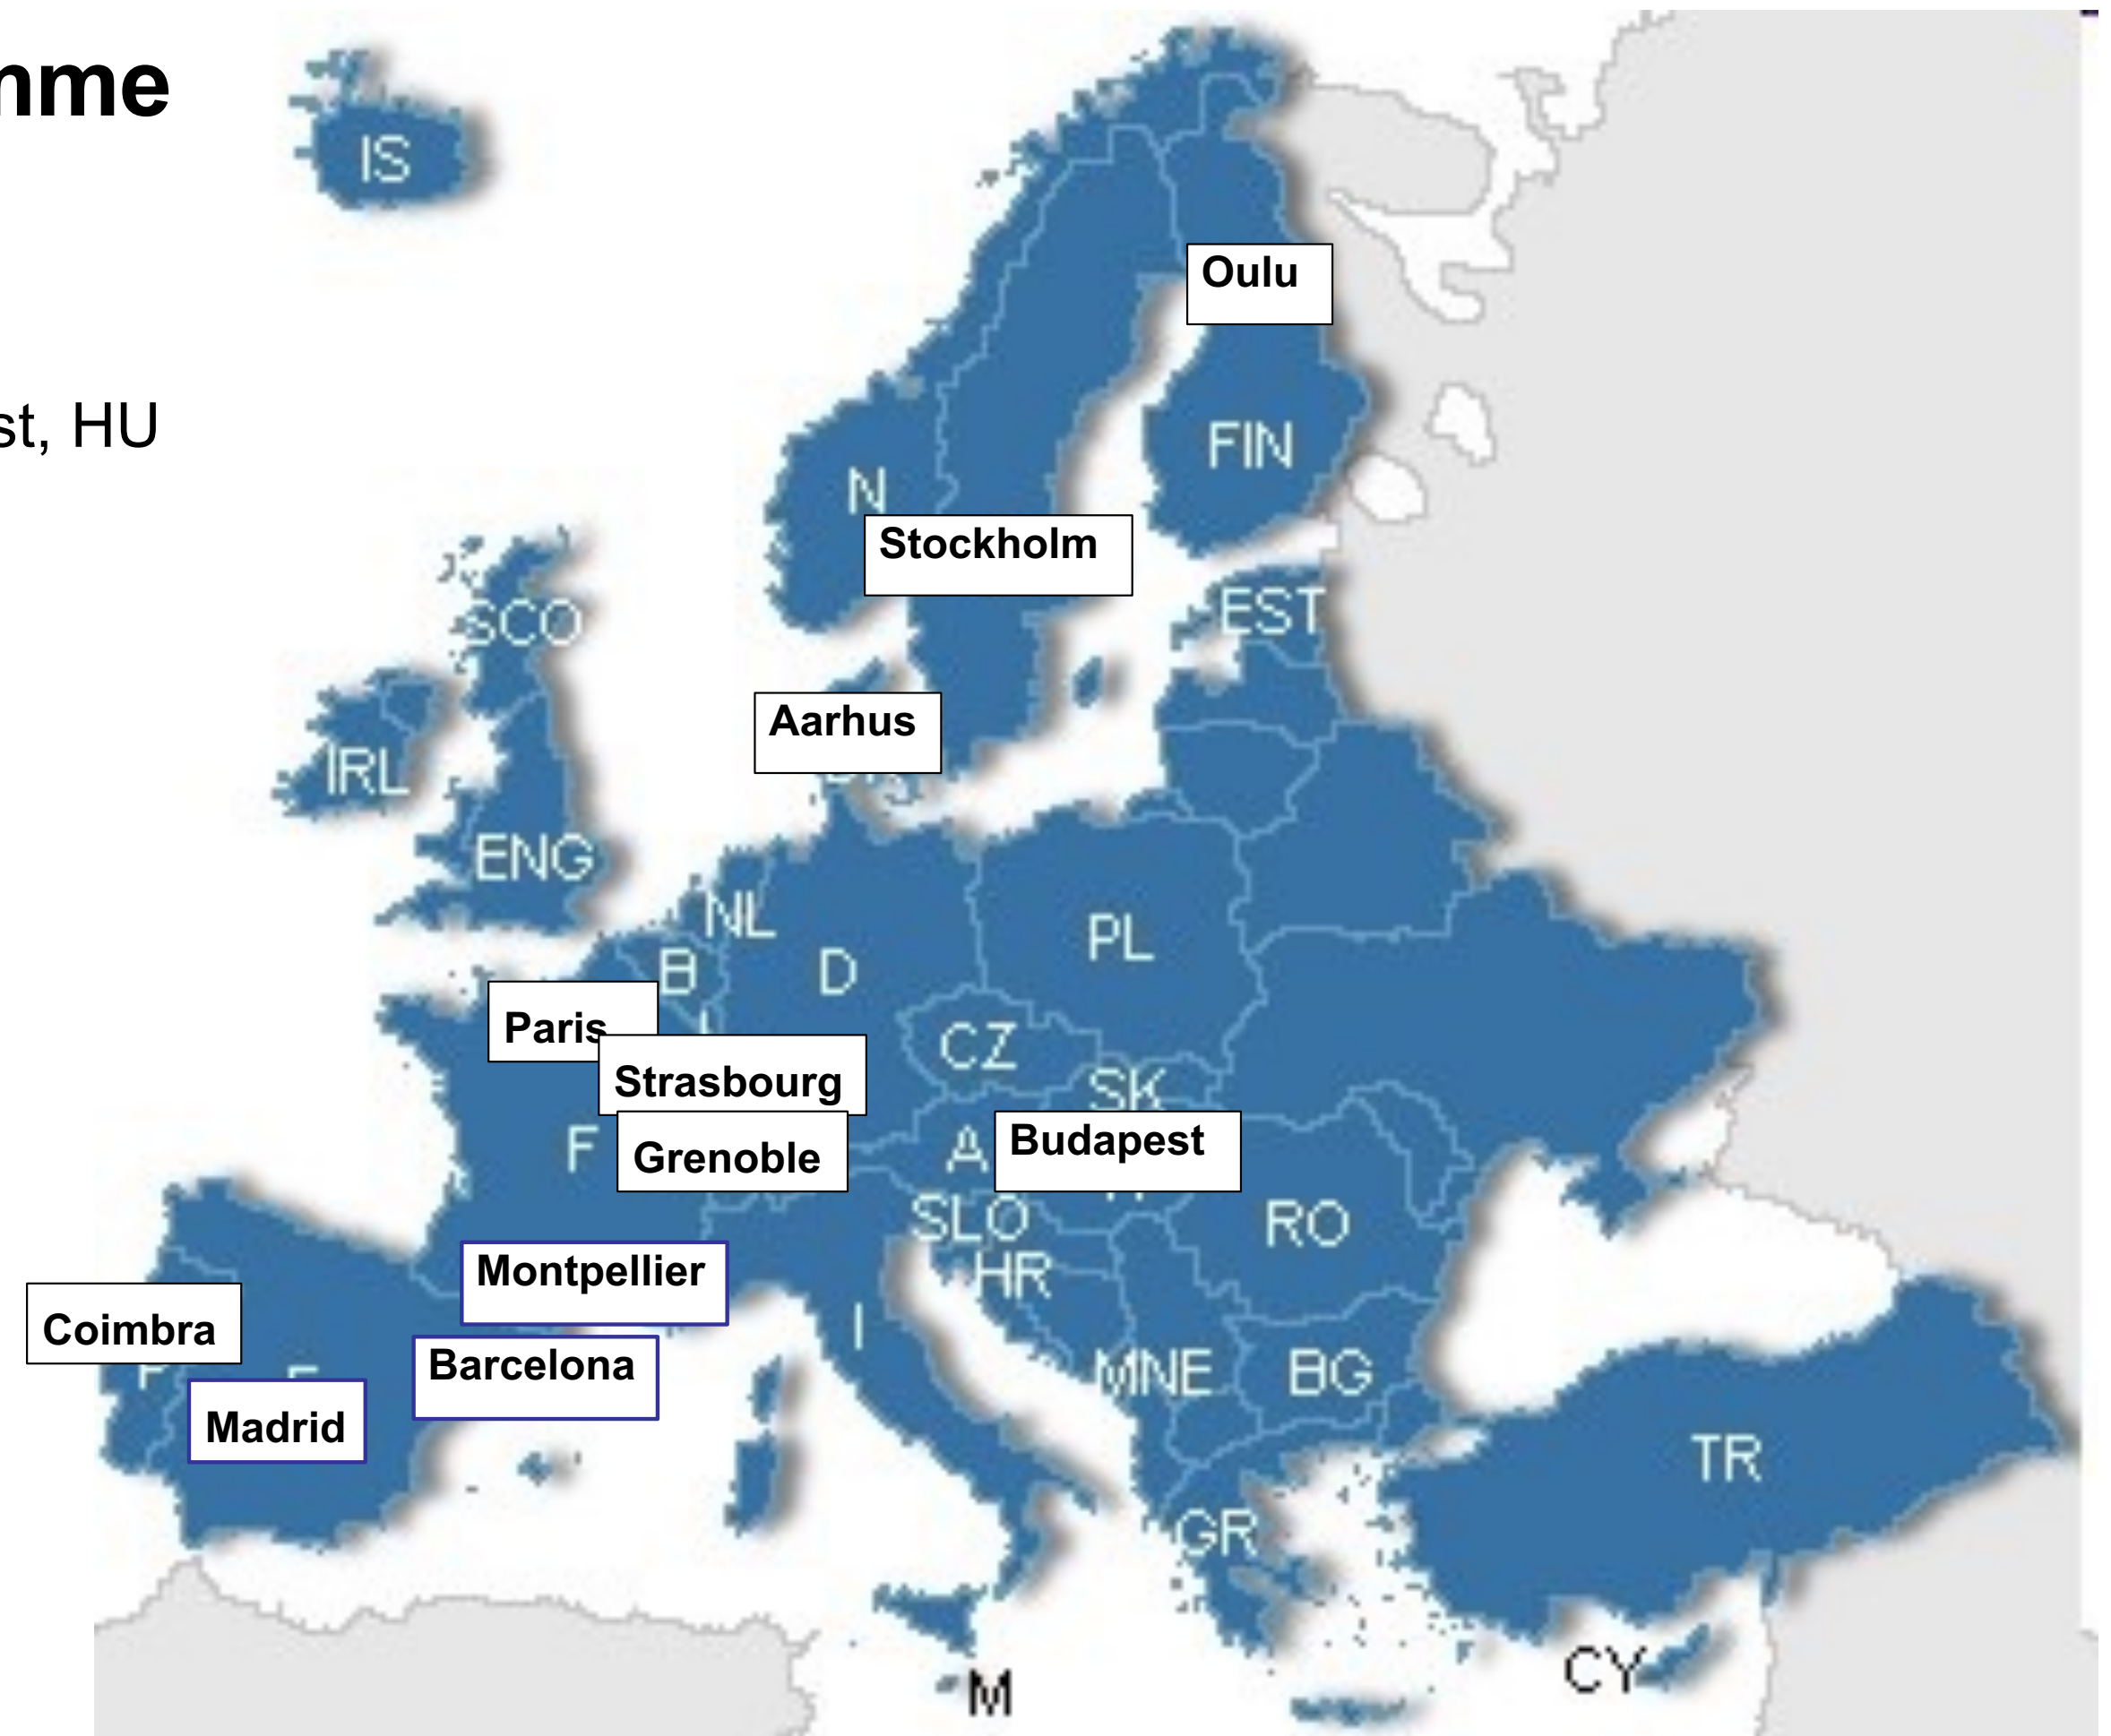 nme
IS
Oulu
st, HU
FIN
N
Stockholm
EST
SCO
Aarhus
IRL
ENG
NL
PL
B
D
Paris
CZ
Strasbourg
SK
F
Grenoble
A
Budapest
SLO
RO
Montpellier
HR
Coimbra
I
Barcelona
MNE
BG
Madrid
TR
GR
CY
M